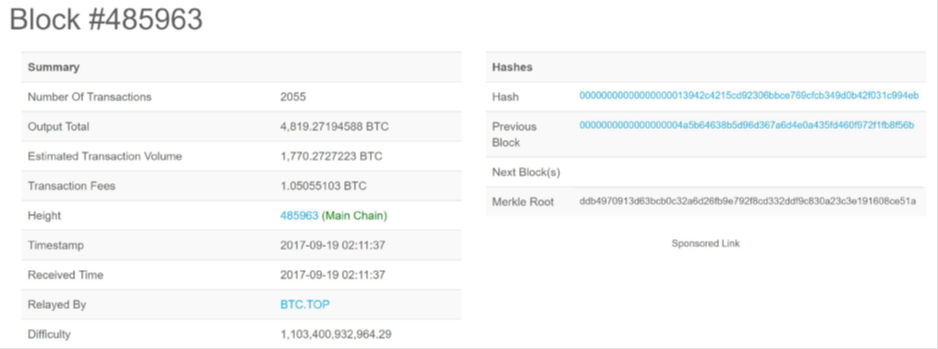 Block #485963
Summary
Number Of Transactions 2055
Output Total 4,819.27194588 BTC
Estimated Transaction Volume 1,770.2727223 BTC
Transaction Fees 1.05055103 BTC
Height 485963 (Main Chain)
Timestamp 2017-09-19 02:11:37
Received Time 2017-09-19 02:11:37
Relayed By BTC.TOP
Difficulty 1,103,400,932,964.29
Hashes
Hash
Previous
Block
Next Block(s)
Merkle Root
Sponsored Link